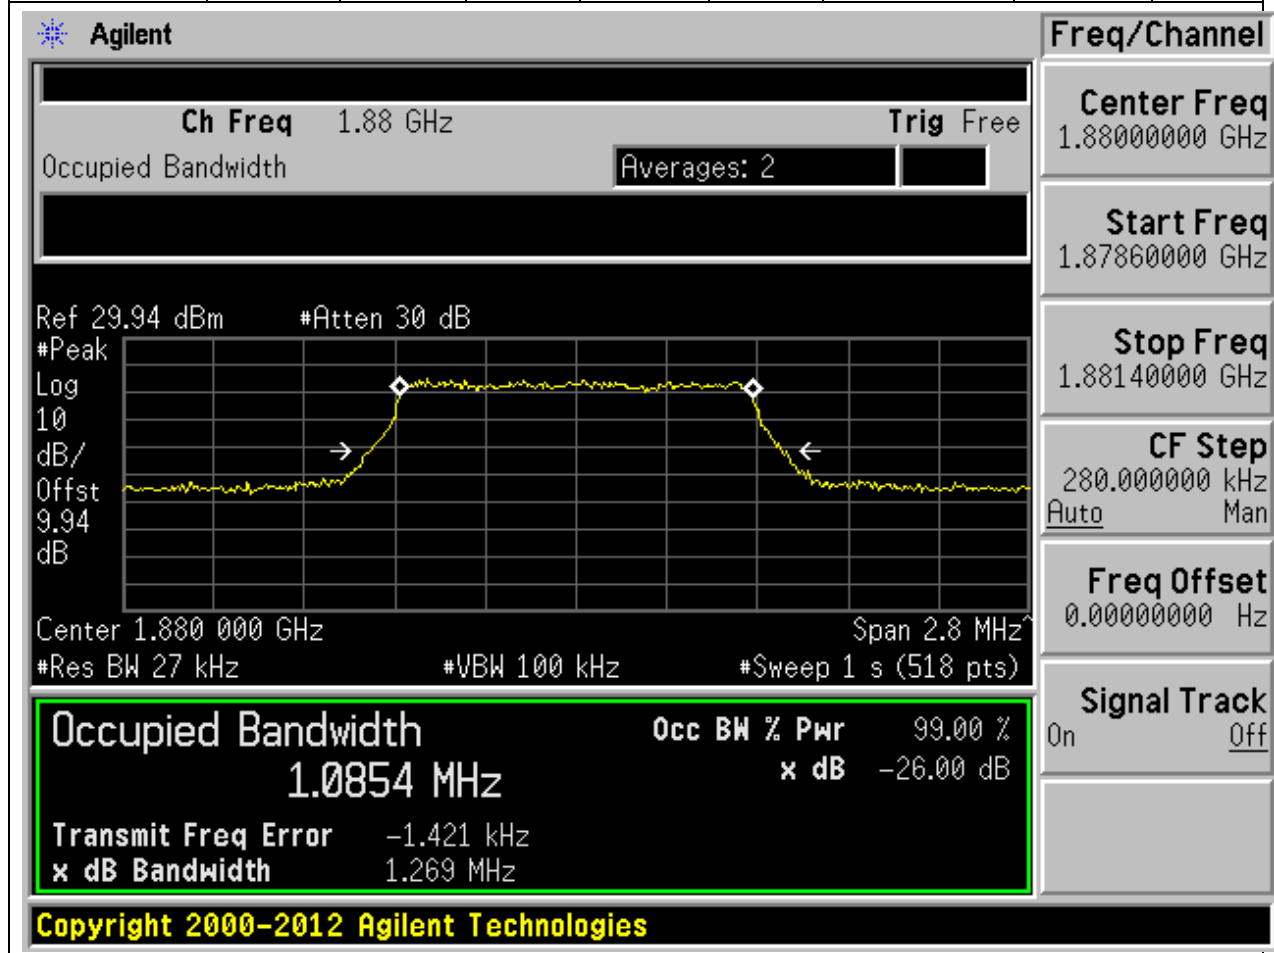 Agilent
Freq/Channel
Ch Freq 1.88 GHz Trig Free
Occupied Bandwidth Averages: 2
Center Freq
1.88000000 GHz
Start Freq
1.87860000 GHz
Stop Freq
1.88140000 GHz
CF Step
280.000000 kHz
Auto Man
Freq Offset
0.00000000 Hz
Signal Track
On Off
Ref 29.94 dBm #Atten 30 dB
#Peak
Log
10
dB/
Offst
9.94
dB
Center 1.880 000 GHz Span 2.8 MHz^
#Res BW 27 kHz #VBW 100 kHz #Sweep 1 s (518 pts)
Occupied Bandwidth Occ BW % Pwr 99.00 %
1.0854 MHz x dB -26.00 dB
Transmit Freq Error -1.421 kHz
x dB Bandwidth 1.269 MHz
Copyright 2000-2012 Agilent Technologies